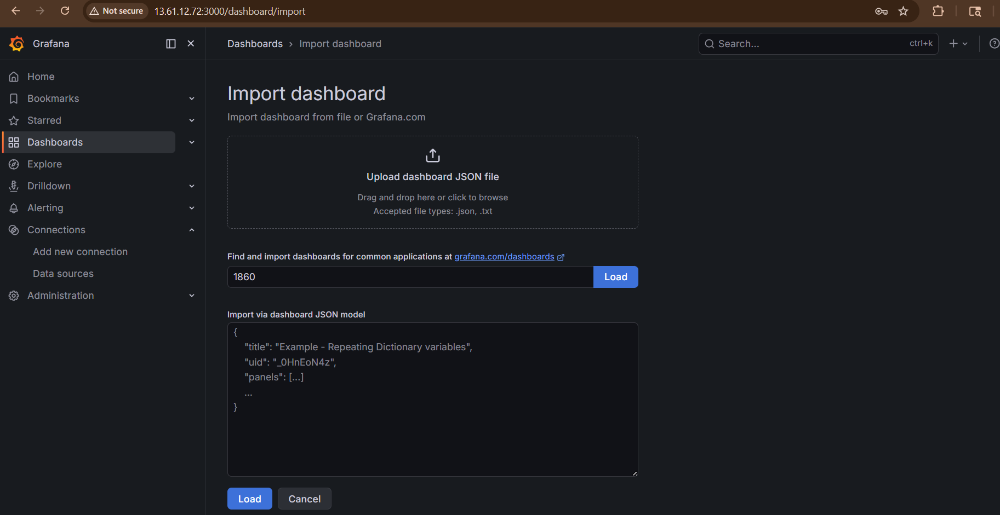 Not secure
13.61.12.72:3000/dashboard/import
Grafana
Dashboards › Import dashboard
Search...
ctrl+k
Home
Bookmarks
Starred
Dashboards
Explore
Drilldown
Alerting
Connections
Add new connection
Data sources
Administration
Import dashboard
Import dashboard from file or Grafana.com
Upload dashboard JSON file
Drag and drop here or click to browse
Accepted file types: .json, .txt
Find and import dashboards for common applications at grafana.com/dashboards
1860
Load
Import via dashboard JSON model
{
"title": "Example - Repeating Dictionary variables",
"uid": "_0HnEoN4z",
"panels": [...]
...
}
Load
Cancel